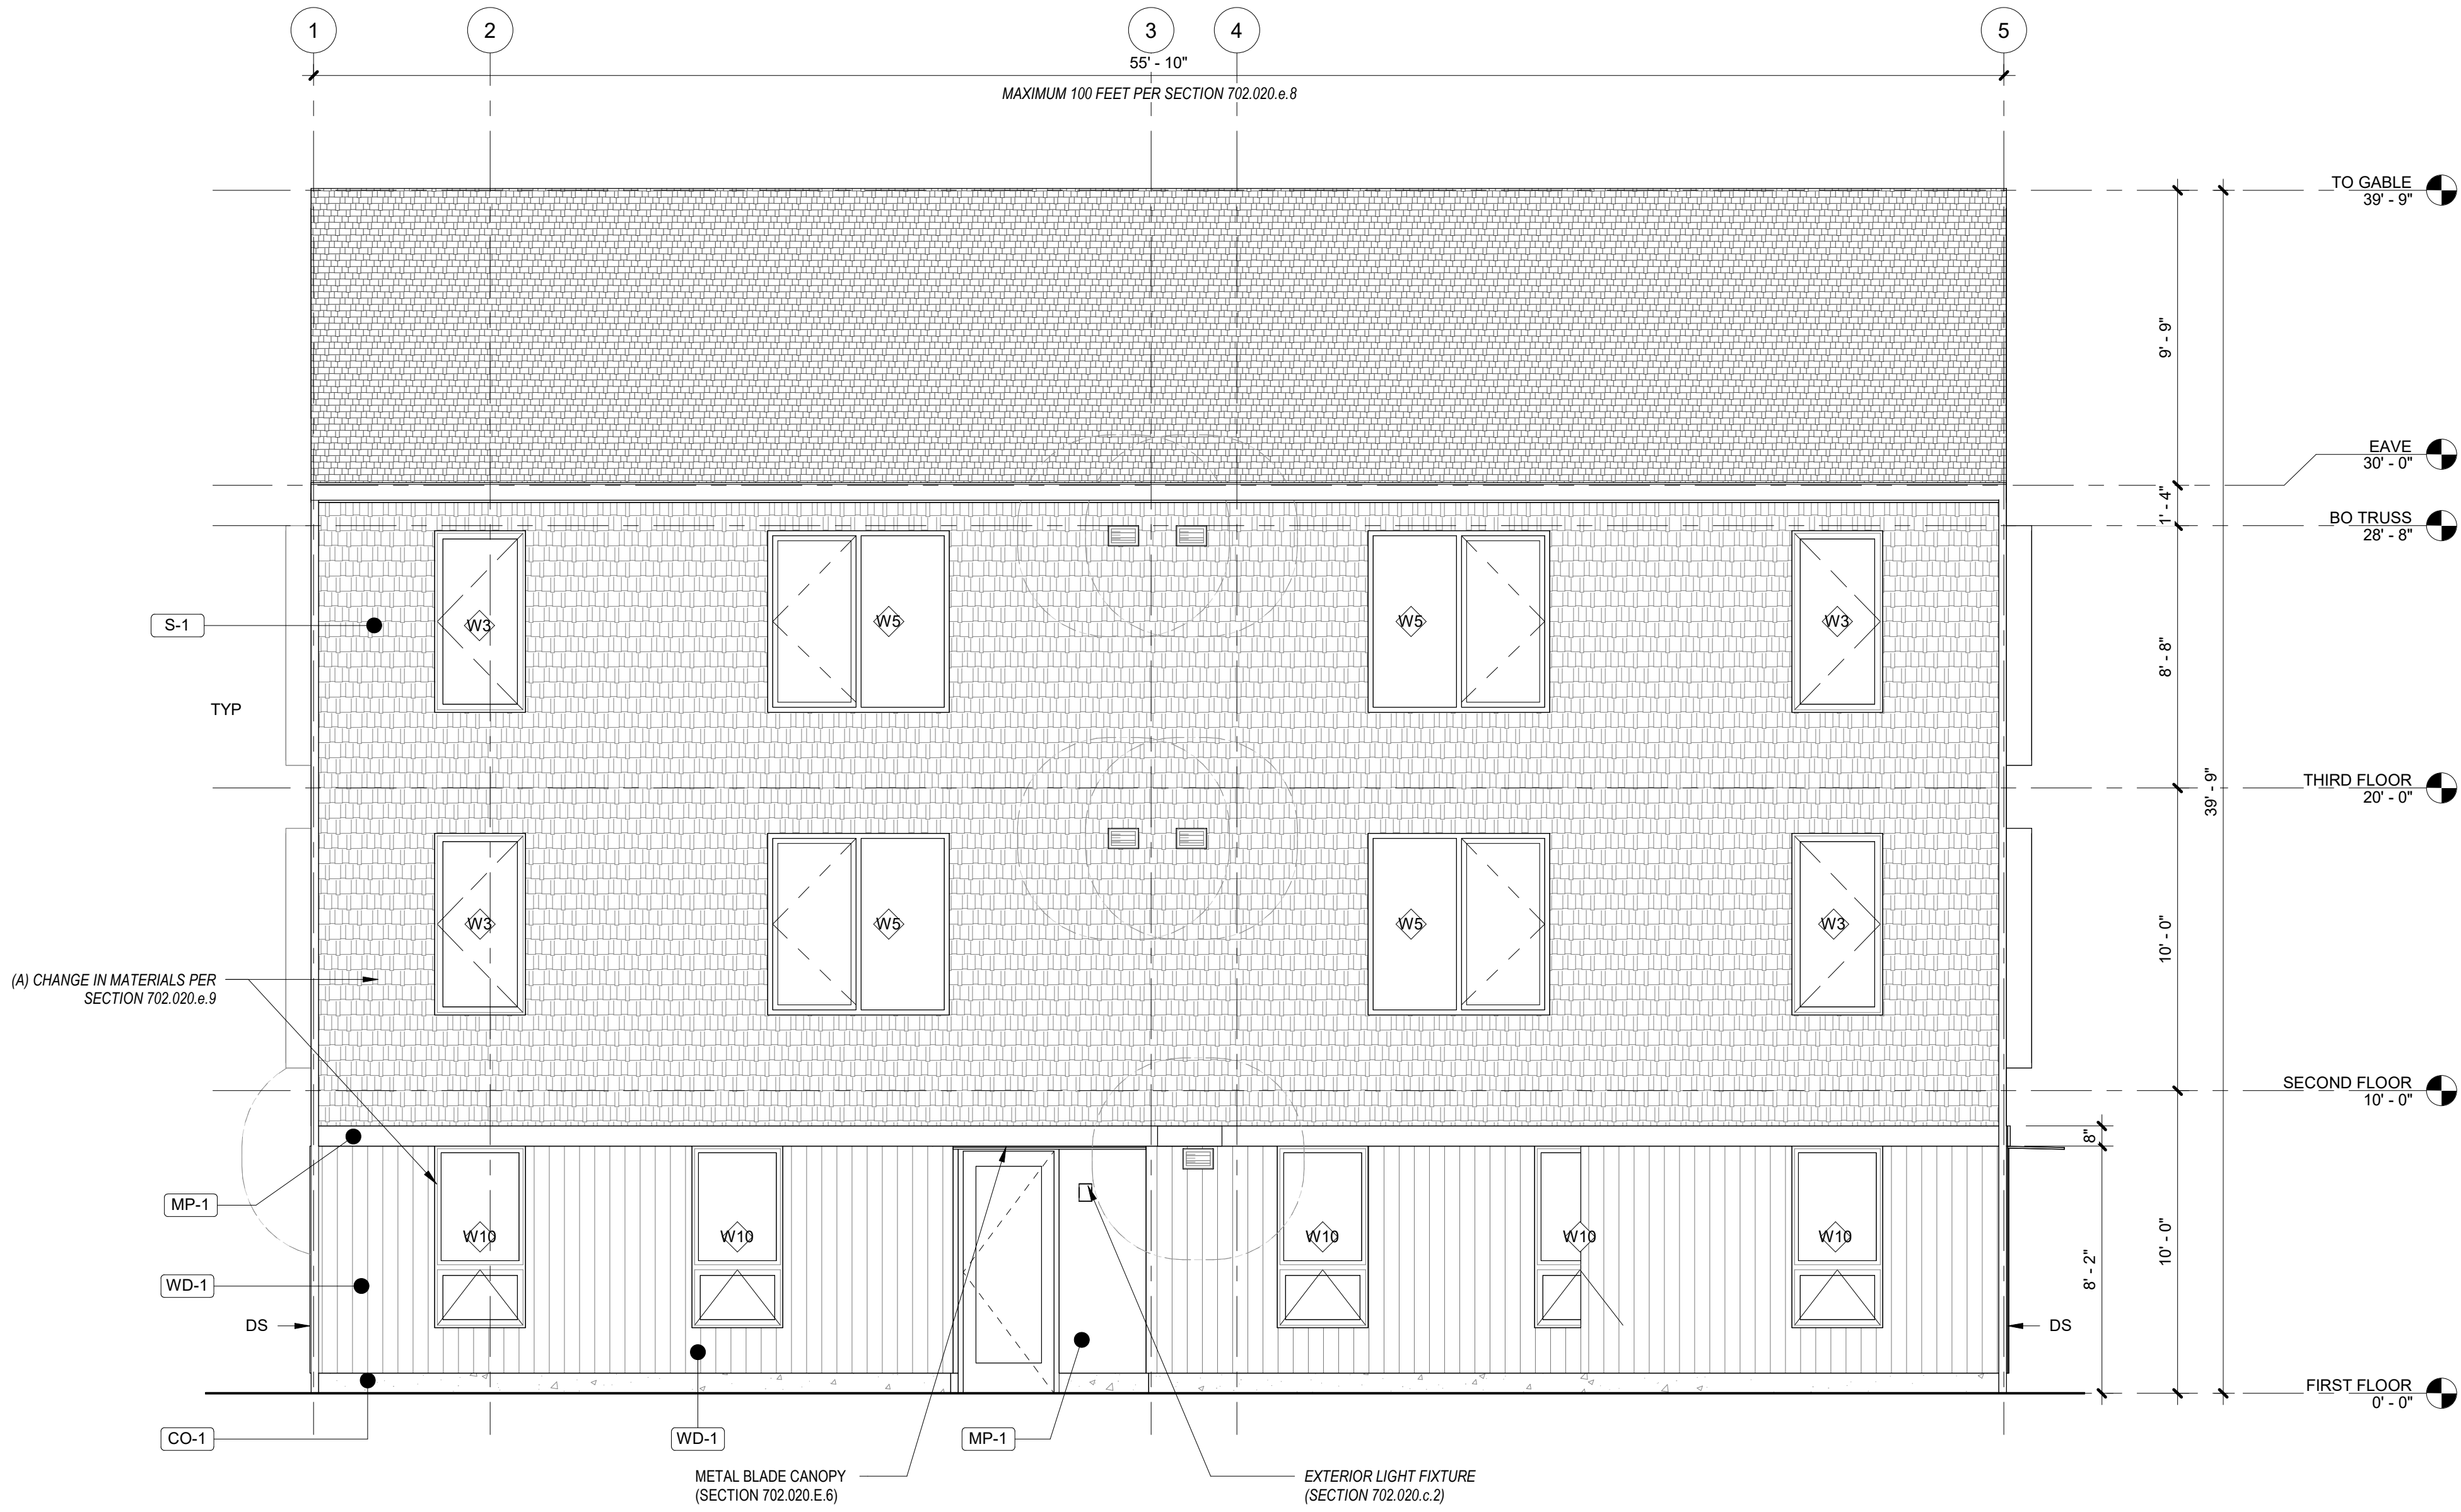 1
2
3
4
5
55' - 10"
MAXIMUM 100 FEET PER SECTION 702.020.e.8
TO GABLE
39' - 9"
9' - 9"
EAVE
30' - 0"
1' - 4"
BO TRUSS
28' - 8"
S-1
W3
W5
W5
W3
8' - 8"
TYP
THIRD FLOOR
20' - 0"
39' - 9"
W3
W5
W5
W3
10' - 0"
(A) CHANGE IN MATERIALS PER
SECTION 702.020.e.9
SECOND FLOOR
10' - 0"
8"
MP-1
W10
W10
W10
W10
W10
10' - 0"
8' - 2"
WD-1
DS
DS
FIRST FLOOR
0' - 0"
CO-1
WD-1
MP-1
METAL BLADE CANOPY
(SECTION 702.020.E.6)
EXTERIOR LIGHT FIXTURE
(SECTION 702.020.c.2)